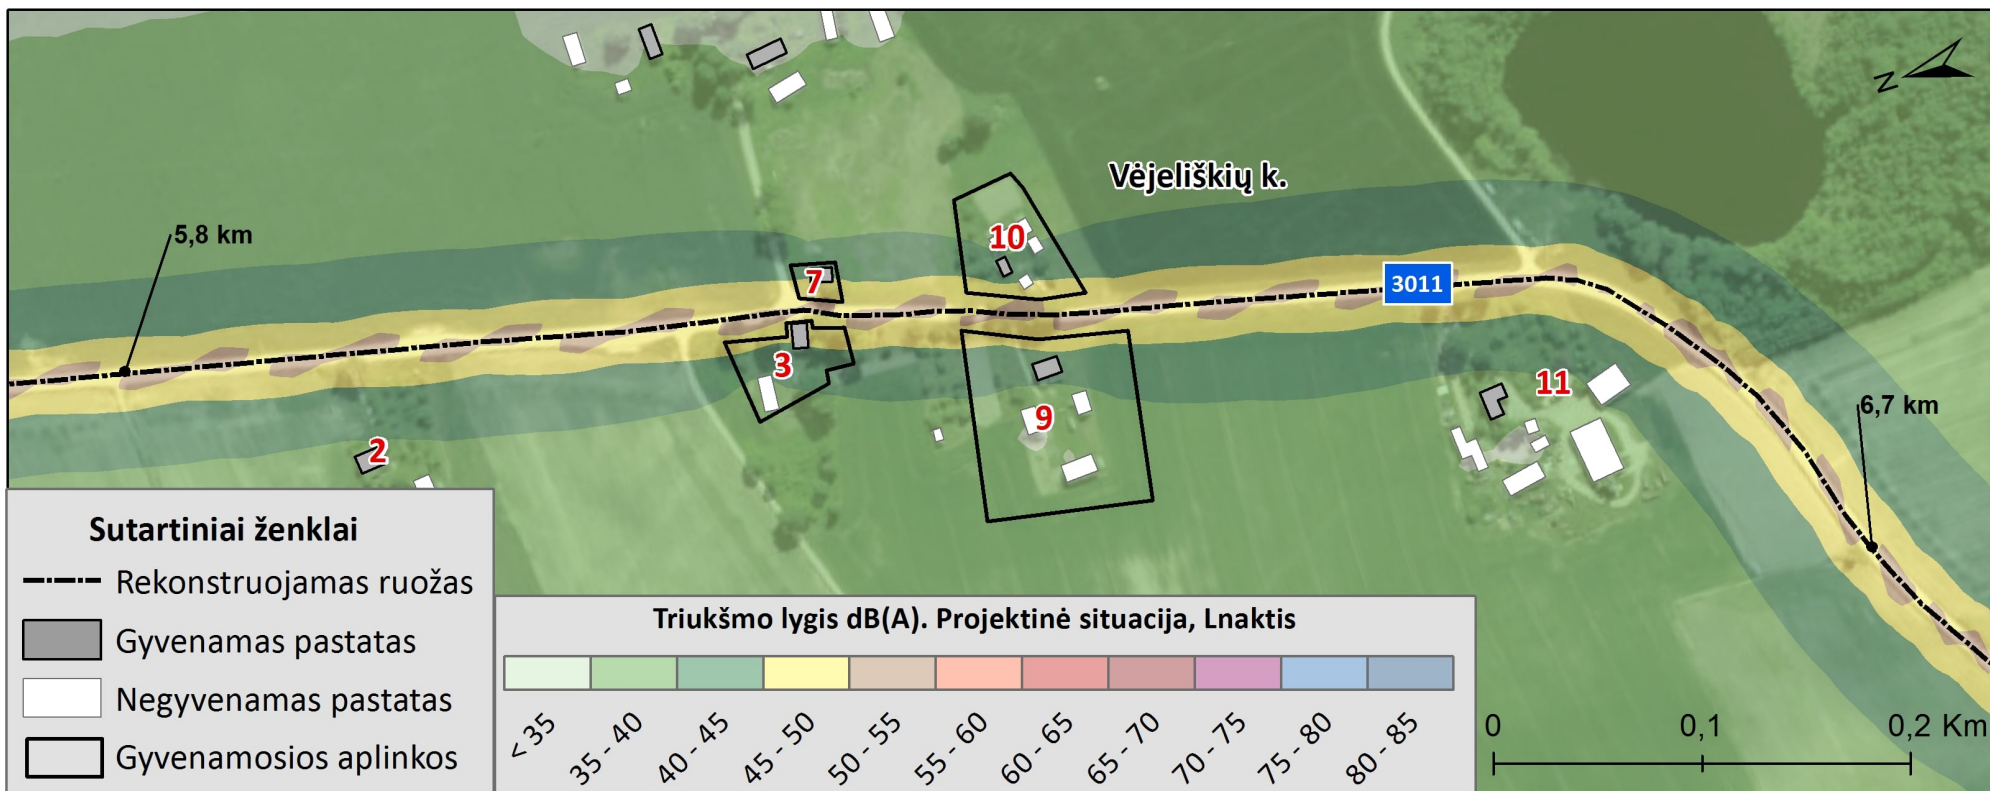 N
Vėjeliškių k.
5,8 km
10
7
3011
3
11
6,7 km
9
2
Sutartiniai ženklai
Rekonstruojamas ruožas
Gyvenamas pastatas
Negyvenamas pastatas
Gyvenamosios aplinkos
Triukšmo lygis dB(A). Projektinė situacija, Lnaktis
< 35
35 - 40
40 - 45
45 - 50
50 - 55
55 - 60
60 - 65
65 - 70
70 - 75
75 - 80
80 - 85
0 0,1 0,2 Km